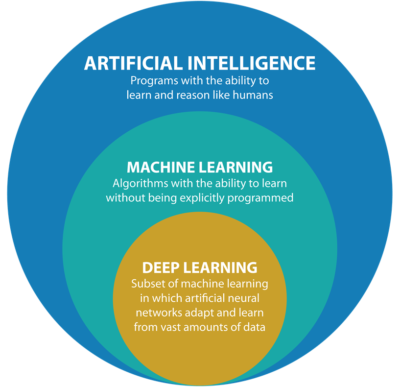 ARTIFICIAL INTELLIGENCE
Programs with the ability to
learn and reason like humans
MACHINE LEARNING
Algorithms with the ability to learn
without being explicitly programmed
DEEP LEARNING
Subset of machine learning
in which artificial neural
networks adapt and learn
from vast amounts of data